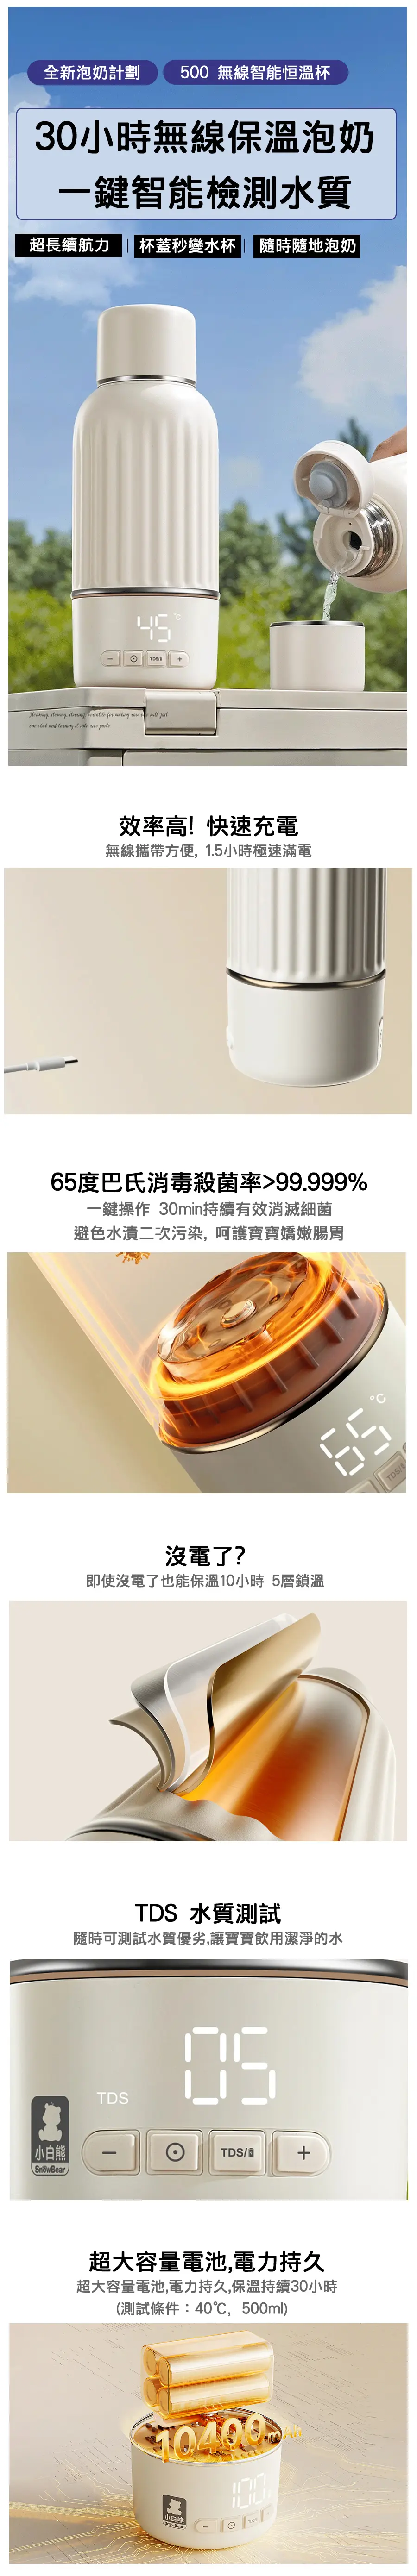 全新泡奶計劃
500 無線智能恒溫杯
30小時無線保溫泡奶
一鍵智能檢測水質
超長續航力
杯蓋秒變水杯
隨時隨地泡奶
45 °C
− TDS/ +
效率高! 快速充電
無線攜帶方便, 1.5小時極速滿電
65度巴氏消毒殺菌率>99.999%
一鍵操作 30min持續有效消滅細菌
避色水漬二次污染, 呵護寶寶嬌嫩腸胃
65 °C
TDS/
沒電了?
即使沒電了也能保溫10小時 5層鎖溫
TDS 水質測試
隨時可測試水質優劣,讓寶寶飲用潔淨的水
05
TDS
− TDS/ +
小白熊
SnowBear
超大容量電池,電力持久
超大容量電池,電力持久,保溫持續30小時
(測試條件：40℃, 500ml)
10400mAh
100
小白熊
SnowBear